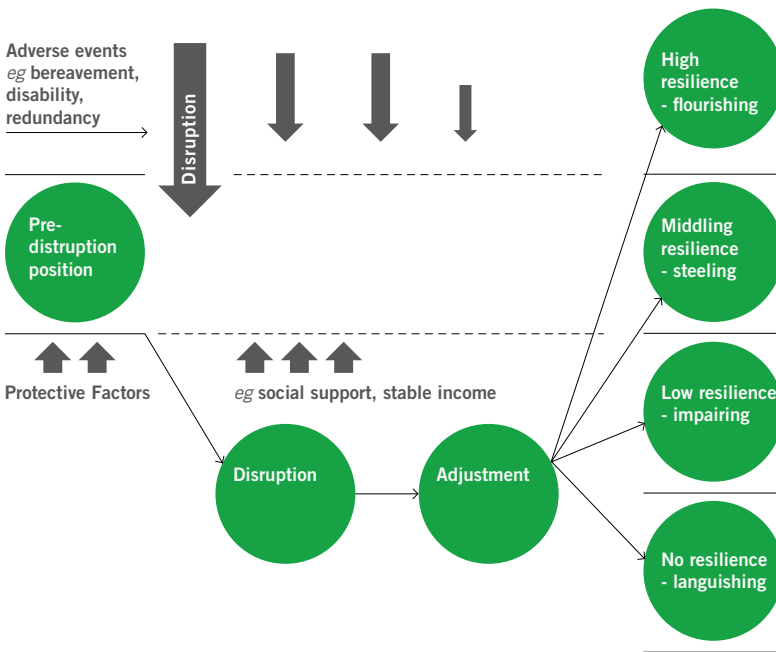 Adverse events
eg bereavement,
disability,
redundancy
Disruption
High
resilience
- flourishing
Pre-
distruption
position
Middling
resilience
- steeling
Protective Factors
eg social support, stable income
Low resilience
- impairing
Disruption
Adjustment
No resilience
- languishing